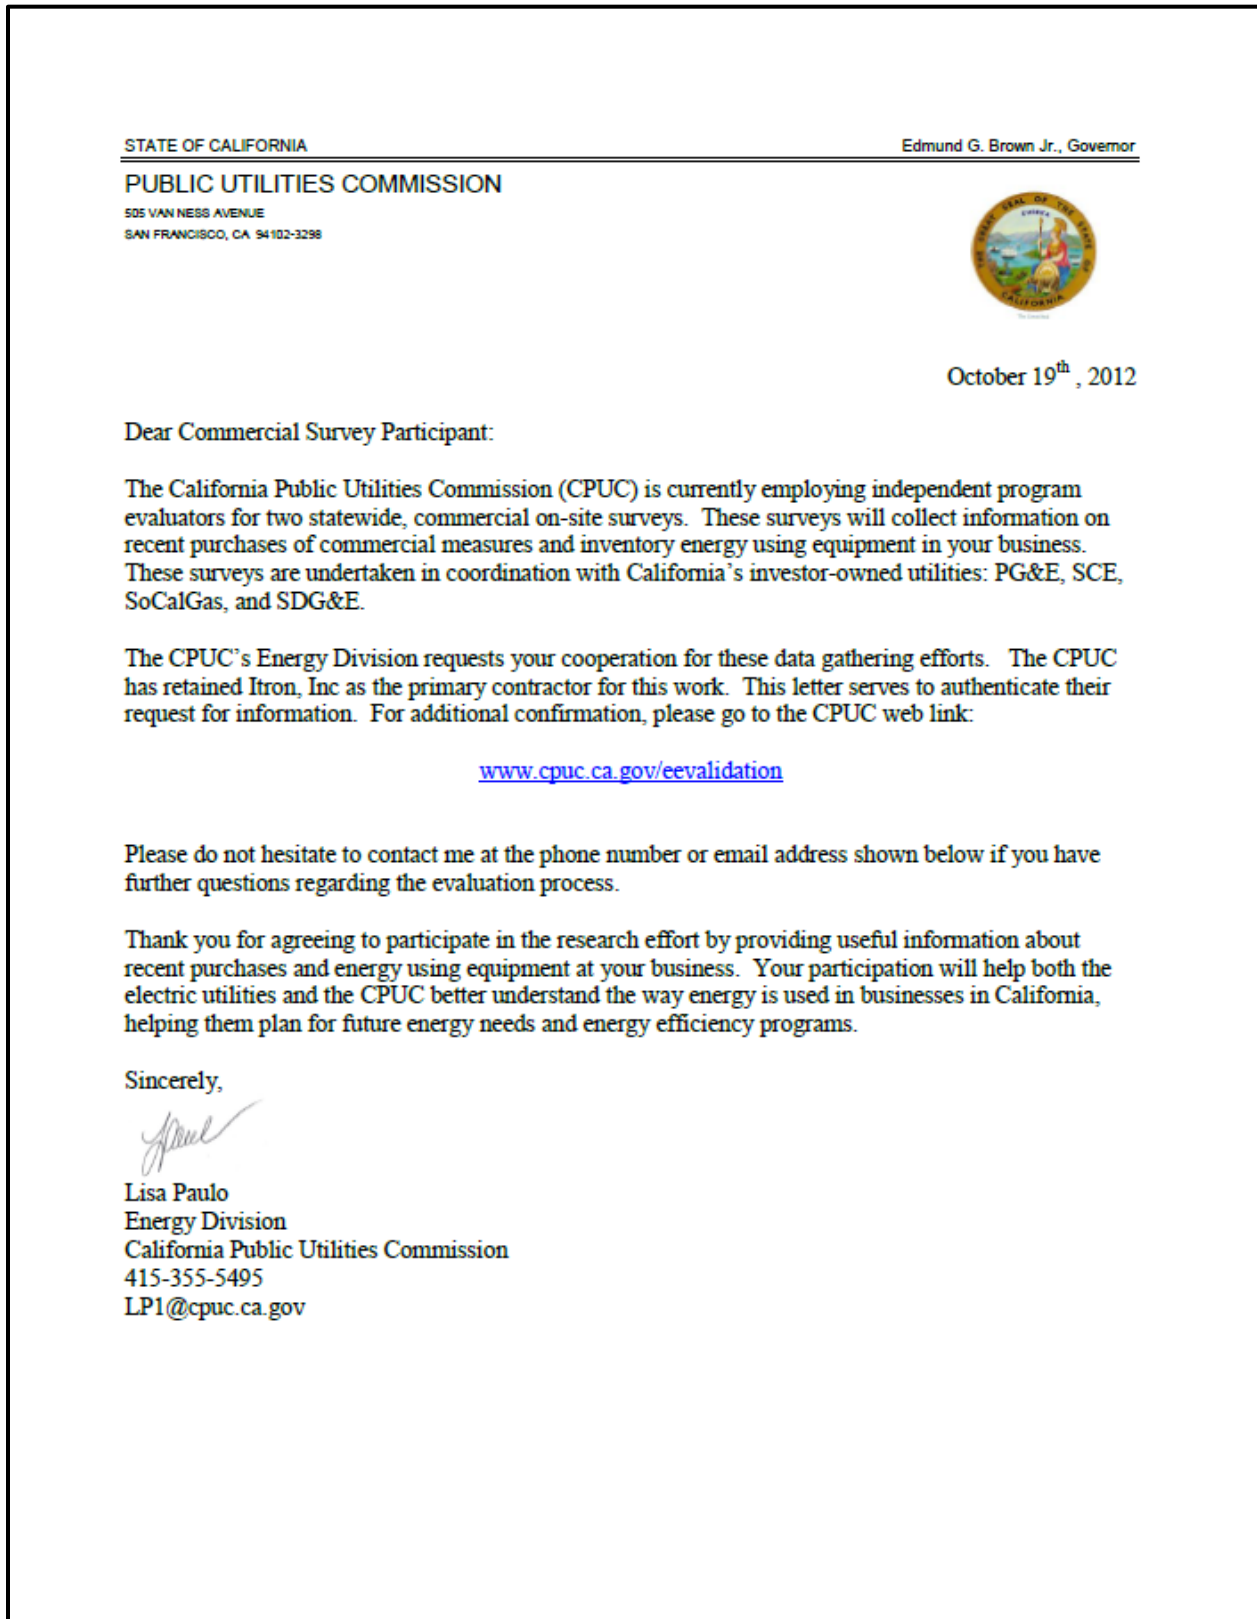 STATE OF CALIFORNIA
Edmund G. Brown Jr., Governor
PUBLIC UTILITIES COMMISSION
505 VAN NESS AVENUE
SAN FRANCISCO, CA 94102-3298
THE GREAT SEAL OF THE STATE OF CALIFORNIA
EUREKA
October 19th , 2012
Dear Commercial Survey Participant:
The California Public Utilities Commission (CPUC) is currently employing independent program
evaluators for two statewide, commercial on-site surveys. These surveys will collect information on
recent purchases of commercial measures and inventory energy using equipment in your business.
These surveys are undertaken in coordination with California's investor-owned utilities: PG&E, SCE,
SoCalGas, and SDG&E.
The CPUC's Energy Division requests your cooperation for these data gathering efforts. The CPUC
has retained Itron, Inc as the primary contractor for this work. This letter serves to authenticate their
request for information. For additional confirmation, please go to the CPUC web link:
www.cpuc.ca.gov/eevalidation
Please do not hesitate to contact me at the phone number or email address shown below if you have
further questions regarding the evaluation process.
Thank you for agreeing to participate in the research effort by providing useful information about
recent purchases and energy using equipment at your business. Your participation will help both the
electric utilities and the CPUC better understand the way energy is used in businesses in California,
helping them plan for future energy needs and energy efficiency programs.
Sincerely,
Lisa Paulo
Energy Division
California Public Utilities Commission
415-355-5495
LP1@cpuc.ca.gov